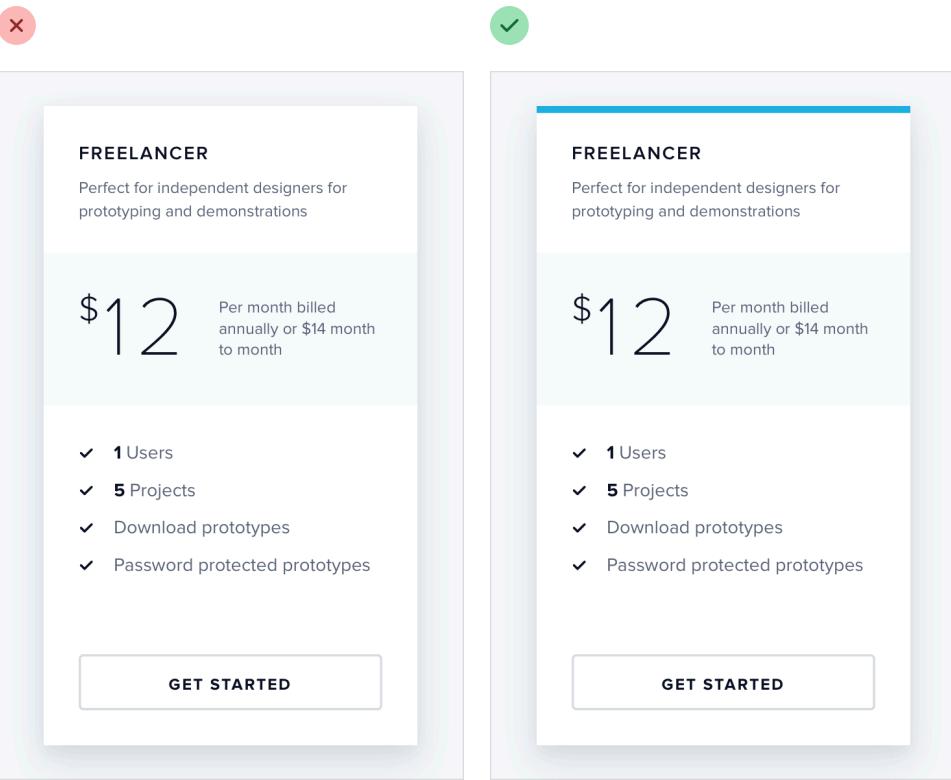 FREELANCER
Perfect for independent designers for
prototyping and demonstrations
$12
Per month billed
annually or $14 month
to month
1 Users
5 Projects
Download prototypes
Password protected prototypes
GET STARTED
FREELANCER
Perfect for independent designers for
prototyping and demonstrations
$12
Per month billed
annually or $14 month
to month
1 Users
5 Projects
Download prototypes
Password protected prototypes
GET STARTED